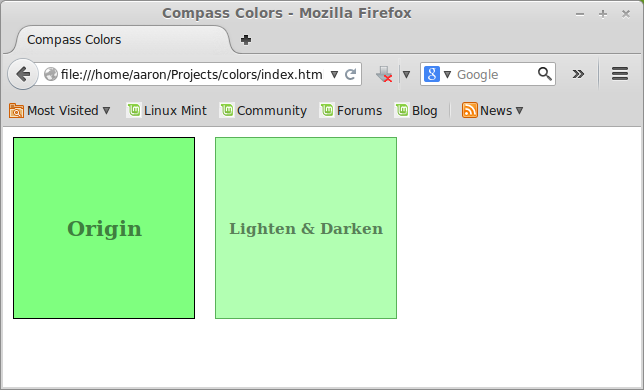 Compass Colors - Mozilla Firefox
Compass Colors
file:///home/aaron/Projects/colors/index.htm
Google
Most Visited Linux Mint Community Forums Blog News
Origin Lighten & Darken